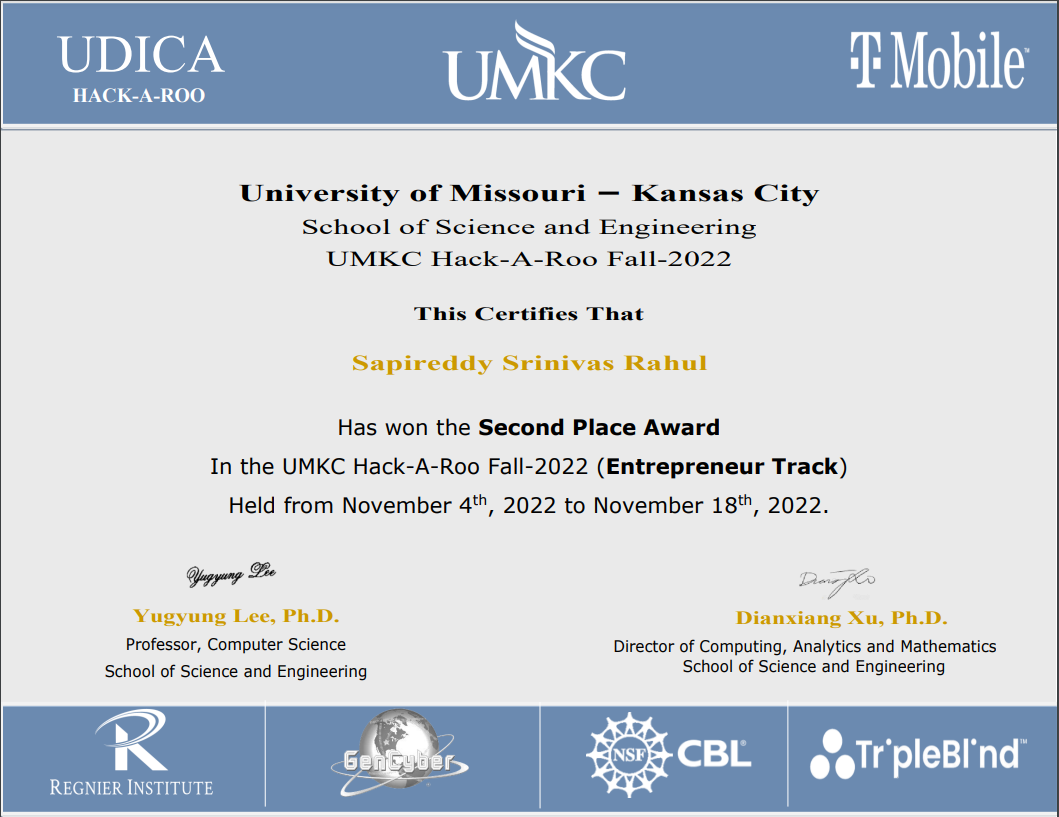 UDICA
HACK-A-ROO
UMKC
T Mobile™
University of Missouri – Kansas City
School of Science and Engineering
UMKC Hack-A-Roo Fall-2022
This Certifies That
Sapireddy Srinivas Rahul
Has won the Second Place Award
In the UMKC Hack-A-Roo Fall-2022 (Entrepreneur Track)
Held from November 4th, 2022 to November 18th, 2022.
Yugyung Lee
Yugyung Lee, Ph.D.
Professor, Computer Science
School of Science and Engineering
Dianxiang Xu, Ph.D.
Director of Computing, Analytics and Mathematics
School of Science and Engineering
R
REGNIER INSTITUTE
GenCyber
NSF
CBL®
TripleBlind™